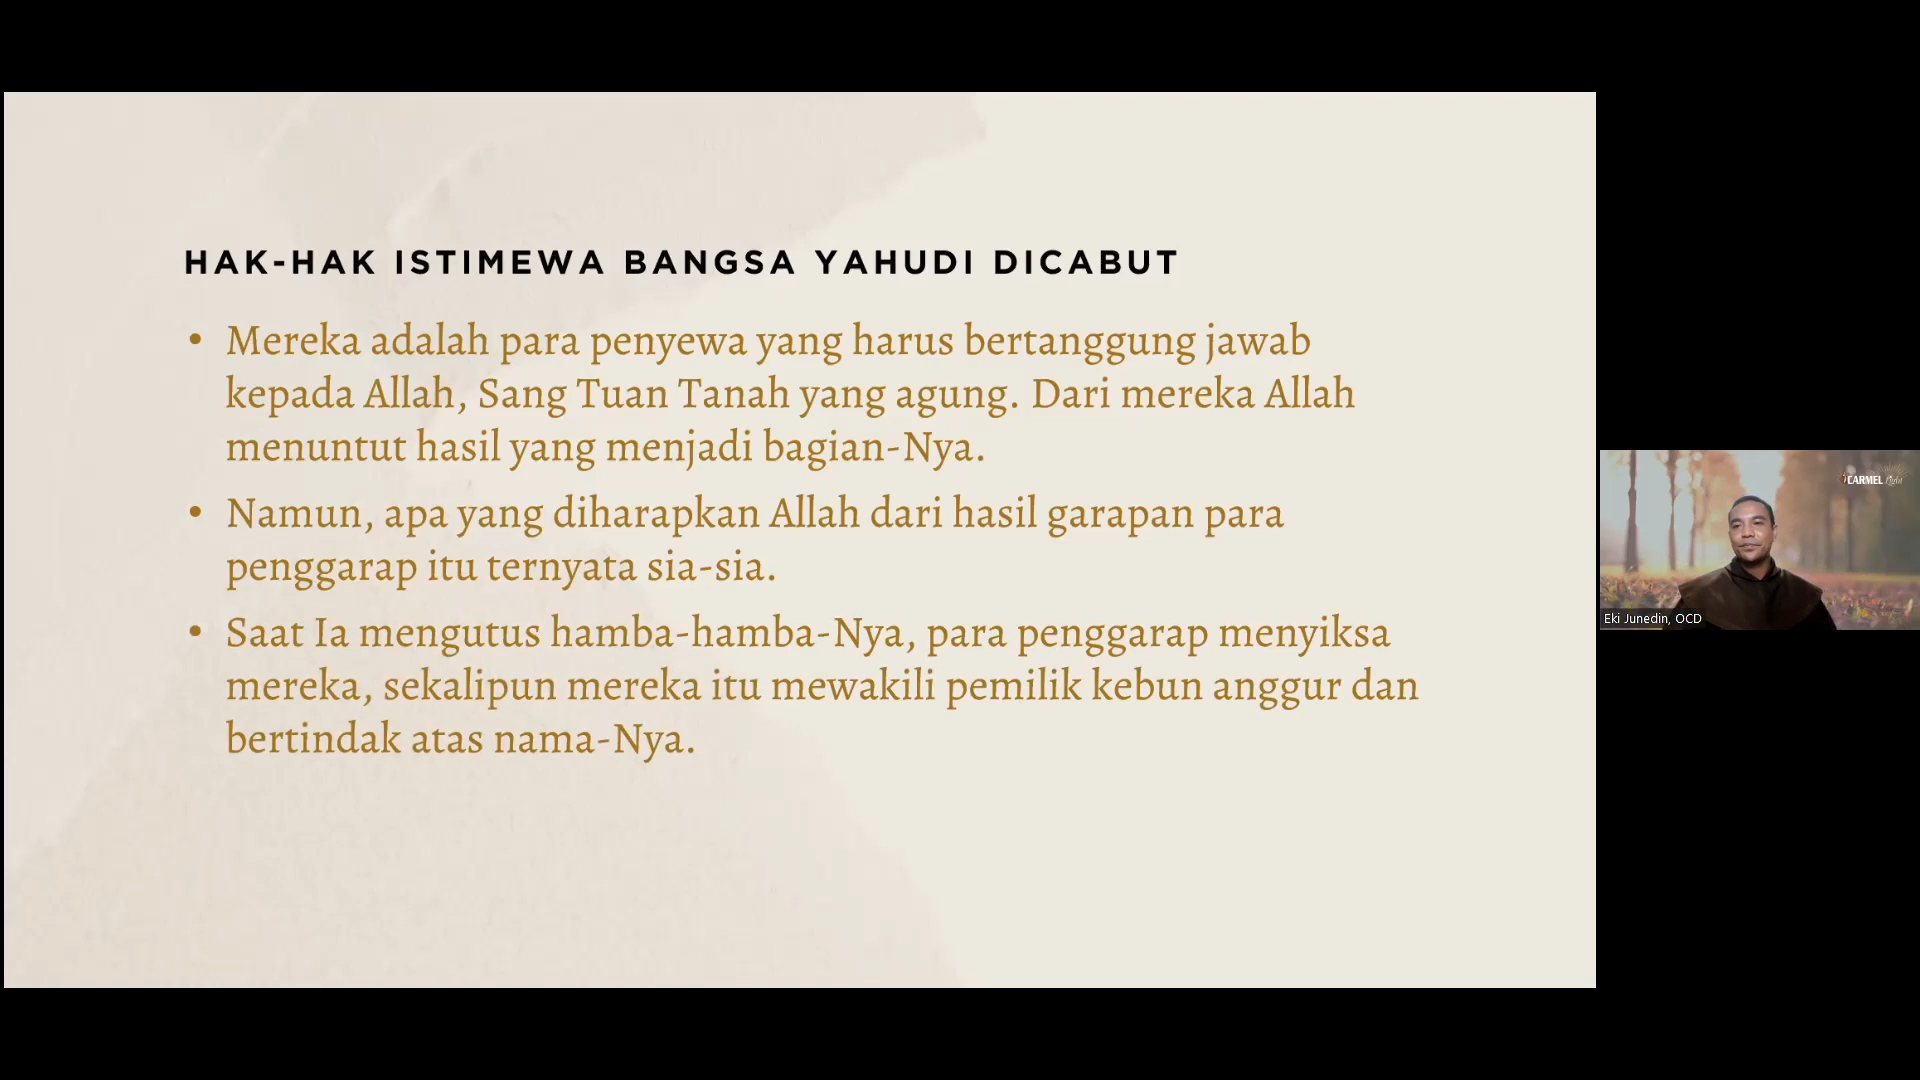 HAK-HAK ISTIMEWA BANGSA YAHUDI DICABUT
• Mereka adalah para penyewa yang harus bertanggung jawab
kepada Allah, Sang Tuan Tanah yang agung. Dari mereka Allah
menuntut hasil yang menjadi bagian-Nya.
• Namun, apa yang diharapkan Allah dari hasil garapan para
penggarap itu ternyata sia-sia.
• Saat Ia mengutus hamba-hamba-Nya, para penggarap menyiksa
mereka, sekalipun mereka itu mewakili pemilik kebun anggur dan
bertindak atas nama-Nya.
CARMEL Light
Eki Junedin, OCD